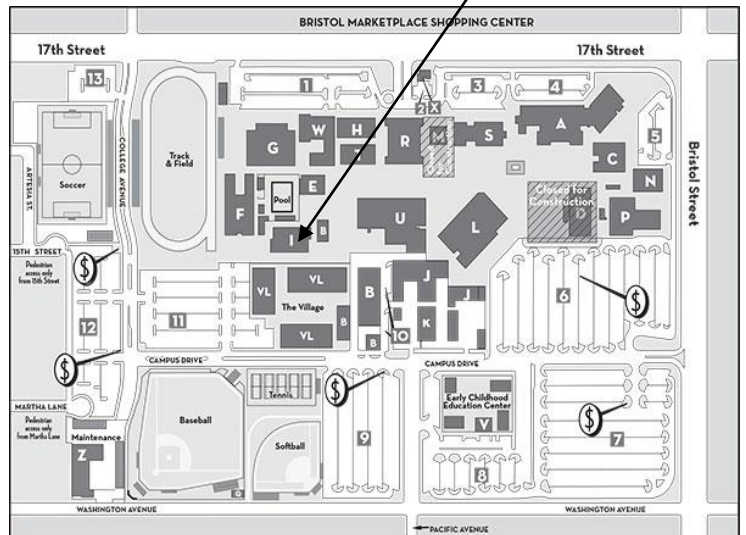 BRISTOL MARKETPLACE SHOPPING CENTER
17th Street
17th Street
13
1
2
X
3
4
5
COLLEGE AVENUE
Soccer
ARTESIA ST.
Track
& Field
G
W
H
R
M
S
A
C
N
Bristol Street
F
Pool
E
I
B
U
L
Closed for
Construction
D
P
15TH STREET
Pedestrian
access only
from 15th Street
$
12
11
VL
VL
The Village
VL
VL
B
B
B
10
J
J
K
6
$
$
CAMPUS DRIVE
CAMPUS DRIVE
MARTHA LANE
Pedestrian
access only
from Martha Lane
Maintenance
Z
Baseball
Tennis
Softball
$
9
Early Childhood
Education Center
V
8
$
7
WASHINGTON AVENUE
WASHINGTON AVENUE
PACIFIC AVENUE